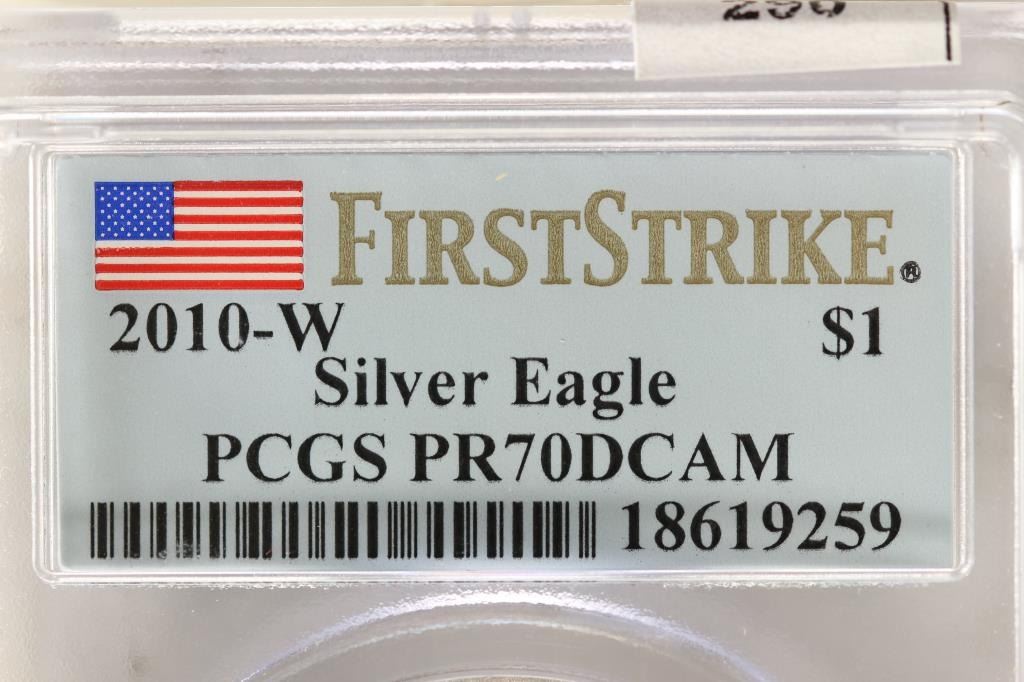 FIRSTSTRIKE®
2010-W $1
Silver Eagle
PCGS PR70DCAM
18619259